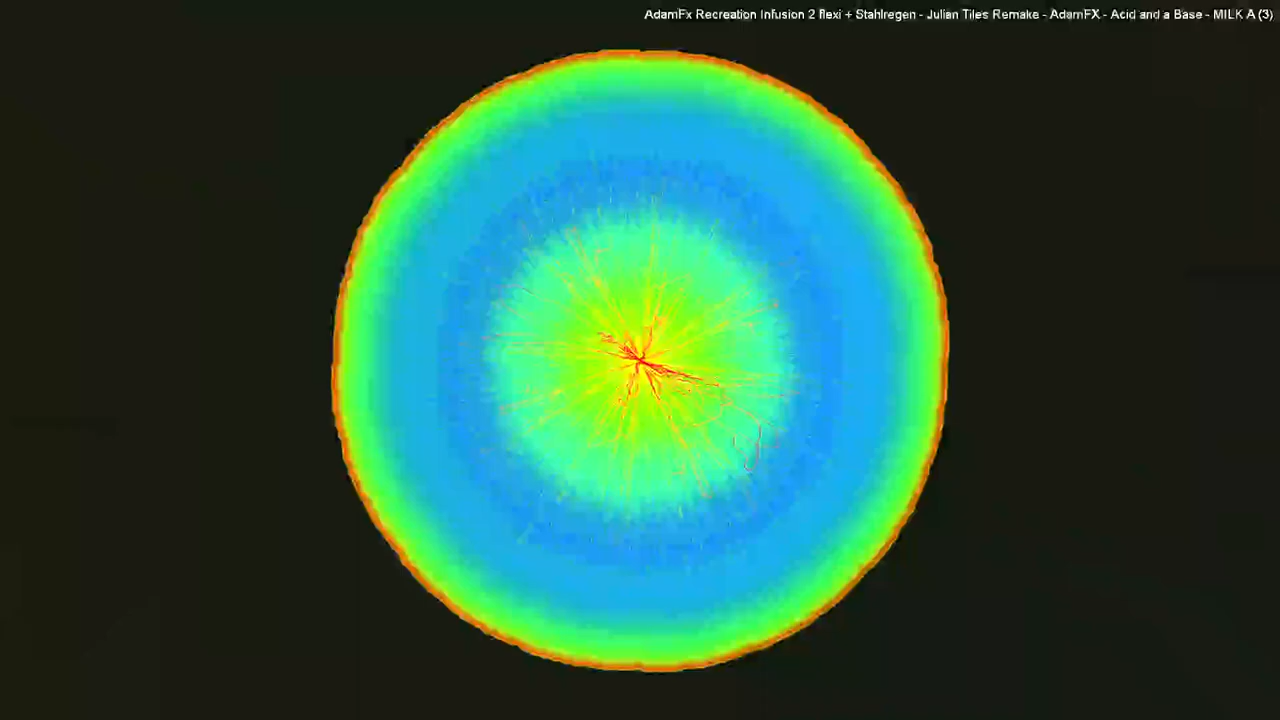 AdamFx Recreation Infusion 2 flexi + Stahlregen - Julian Tiles Remake - AdamFX - Acid and a Base - MILK A (3)